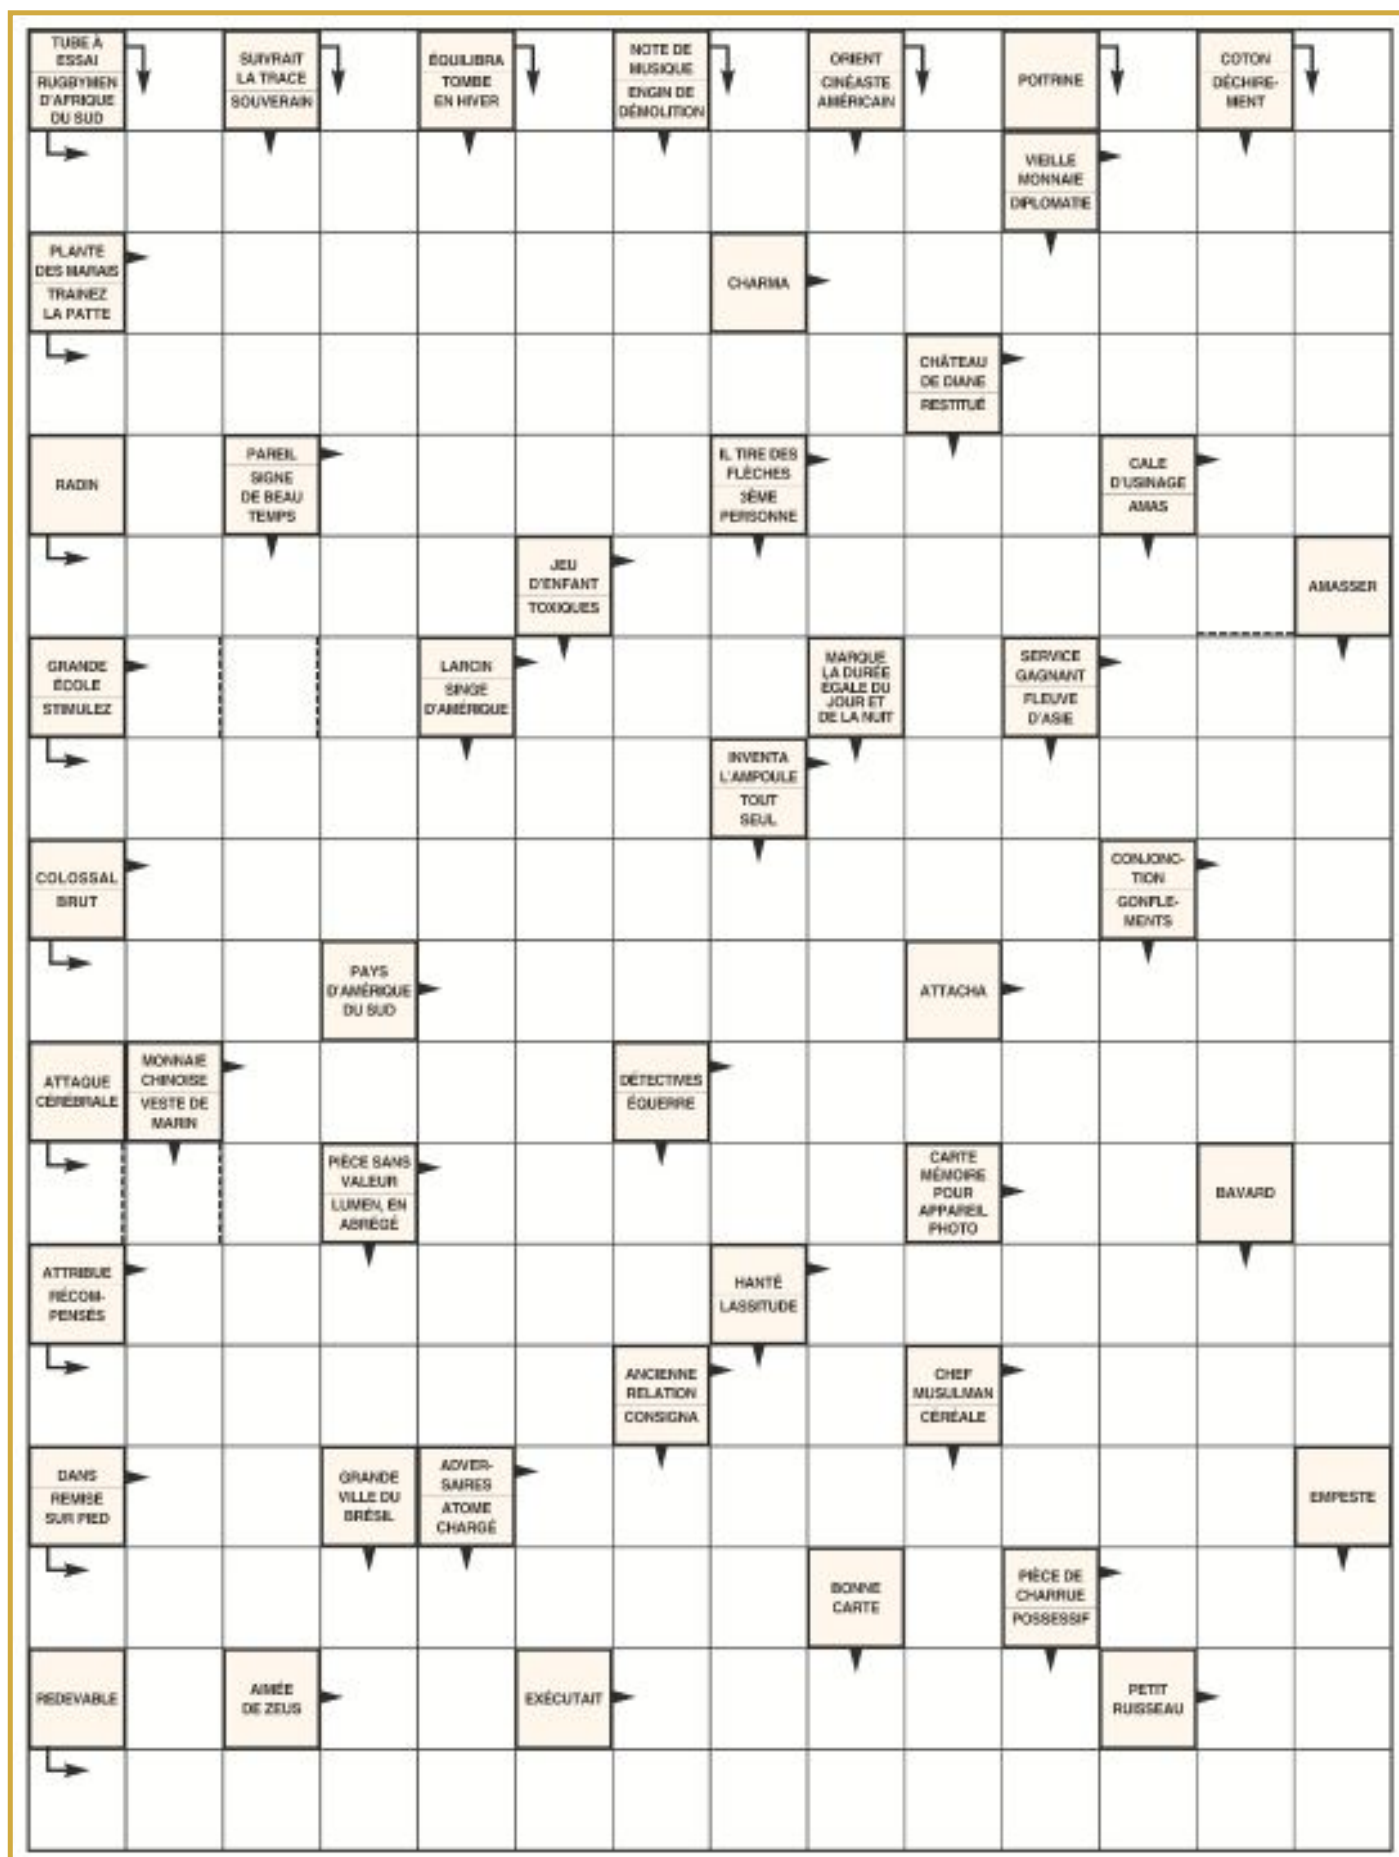 TUBE À
ESSAI
RUGBYMEN
D'AFRIQUE
DU SUD
SUIVRAIT
LA TRACE
SOUVERAIN
ÉQUILIBRA
TOMBE
EN HIVER
NOTE DE
MUSIQUE
ENGIN DE
DÉMOLITION
ORIENT
CINÉASTE
AMÉRICAIN
POITRINE
COTON
DÉCHIRE-
MENT
VIEILLE
MONNAIE
DIPLOMATIE
PLANTE
DES MARAIS
TRAINEZ
LA PATTE
CHARMA
CHÂTEAU
DE DIANE
RESTITUÉ
RADIN
PAREIL
SIGNE
DE BEAU
TEMPS
IL TIRE DES
FLÈCHES
3ÈME
PERSONNE
CALE
D'USINAGE
AMAS
JEU
D'ENFANT
TOXIQUES
AMASSER
GRANDE
ÉCOLE
STIMULEZ
LARCIN
SINGE
D'AMÉRIQUE
MARQUE
LA DURÉE
ÉGALE DU
JOUR ET
DE LA NUIT
SERVICE
GAGNANT
FLEUVE
D'ASIE
INVENTA
L'AMPOULE
TOUT
SEUL
COLOSSAL
BRUT
CONJONC-
TION
GONFLE-
MENTS
PAYS
D'AMÉRIQUE
DU SUD
ATTACHA
ATTAQUE
CÉRÉBRALE
MONNAIE
CHINOISE
VESTE DE
MARIN
DÉTECTIVES
ÉQUERRE
PIÈCE SANS
VALEUR
LUMEN, EN
ABRÉGÉ
CARTE
MÉMOIRE
POUR
APPAREIL
PHOTO
BAVARD
ATTRIBUE
RÉCOM-
PENSÉS
HANTÉ
LASSITUDE
ANCIENNE
RELATION
CONSIGNA
CHEF
MUSULMAN
CÉRÉALE
DANS
REMISE
SUR PIED
GRANDE
VILLE DU
BRÉSIL
ADVER-
SAIRES
ATOME
CHARGÉ
EMPESTE
BONNE
CARTE
PIÈCE DE
CHARRUE
POSSESSIF
REDEVABLE
AIMÉE
DE ZEUS
EXÉCUTAIT
PETIT
RUISSEAU